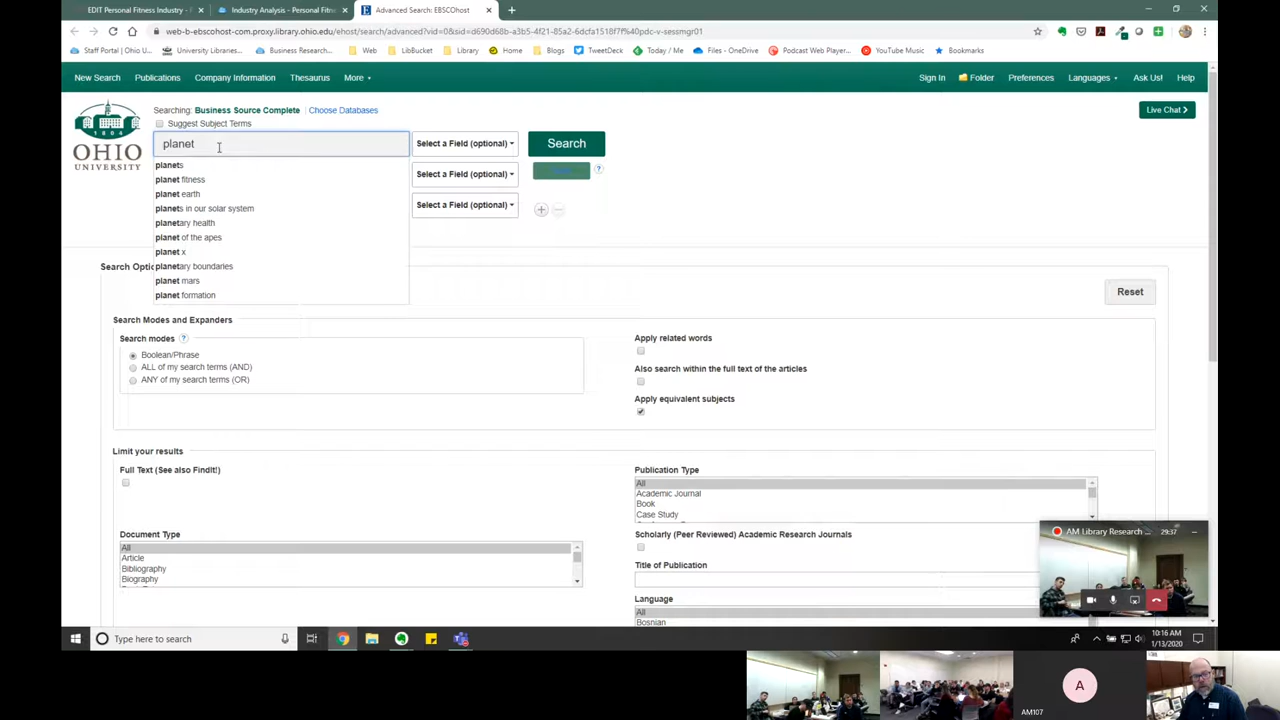 EDIT Personal Fitness Industry -
Industry Analysis - Personal Fitne
Advanced Search: EBSCOhost
web-b-ebscohost-com.proxy.library.ohio.edu/ehost/search/advanced?vid=0&sid=d690d68b-a3b5-4f21-85a2-6dcfa1518f7f%40pdc-v-sessmgr01
Staff Portal | Ohio U...
University Libraries...
Business Research...
Web
LibBucket
Library
Home
Blogs
TweetDeck
Today / Me
Files - OneDrive
Podcast Web Player...
YouTube Music
Bookmarks
New Search Publications Company Information Thesaurus More
Sign In Folder Preferences Languages Ask Us! Help
1804
OHIO
UNIVERSITY
Searching: Business Source Complete Choose Databases
Live Chat
Suggest Subject Terms
planet
Select a Field (optional)
Search
planets
planet fitness
planet earth
planets in our solar system
planetary health
planet of the apes
planet x
planetary boundaries
planet mars
planet formation
Select a Field (optional)
?
Select a Field (optional)
Search Optio
Reset
Search Modes and Expanders
Search modes ?
Boolean/Phrase
ALL of my search terms (AND)
ANY of my search terms (OR)
Apply related words
Also search within the full text of the articles
Apply equivalent subjects
Limit your results
Full Text (See also FindIt!)
Publication Type
All
Academic Journal
Book
Case Study
Document Type
All
Article
Bibliography
Biography
Scholarly (Peer Reviewed) Academic Research Journals
Title of Publication
Language
All
Bosnian
AM Library Research ... 29:37
Type here to search
10:16 AM
1/13/2020
A
AM107